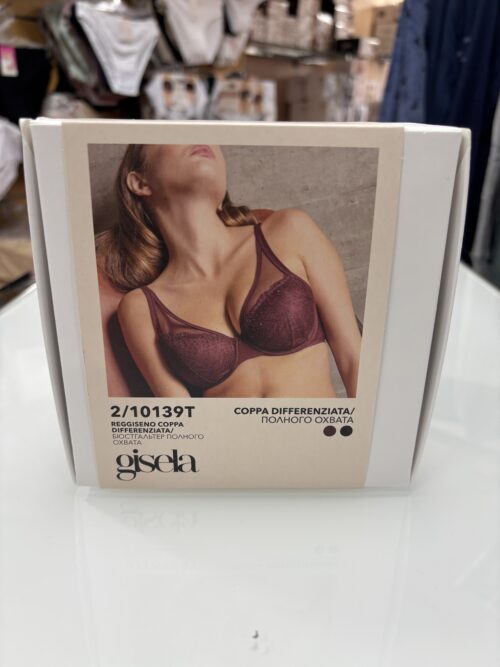 2/10139T
REGGISENO COPPA
DIFFERENZIATA/
БЮСТГАЛЬТЕР ПОЛНОГО
ОХВАТА
gisela
COPPA DIFFERENZIATA/
ПОЛНОГО ОХВАТА